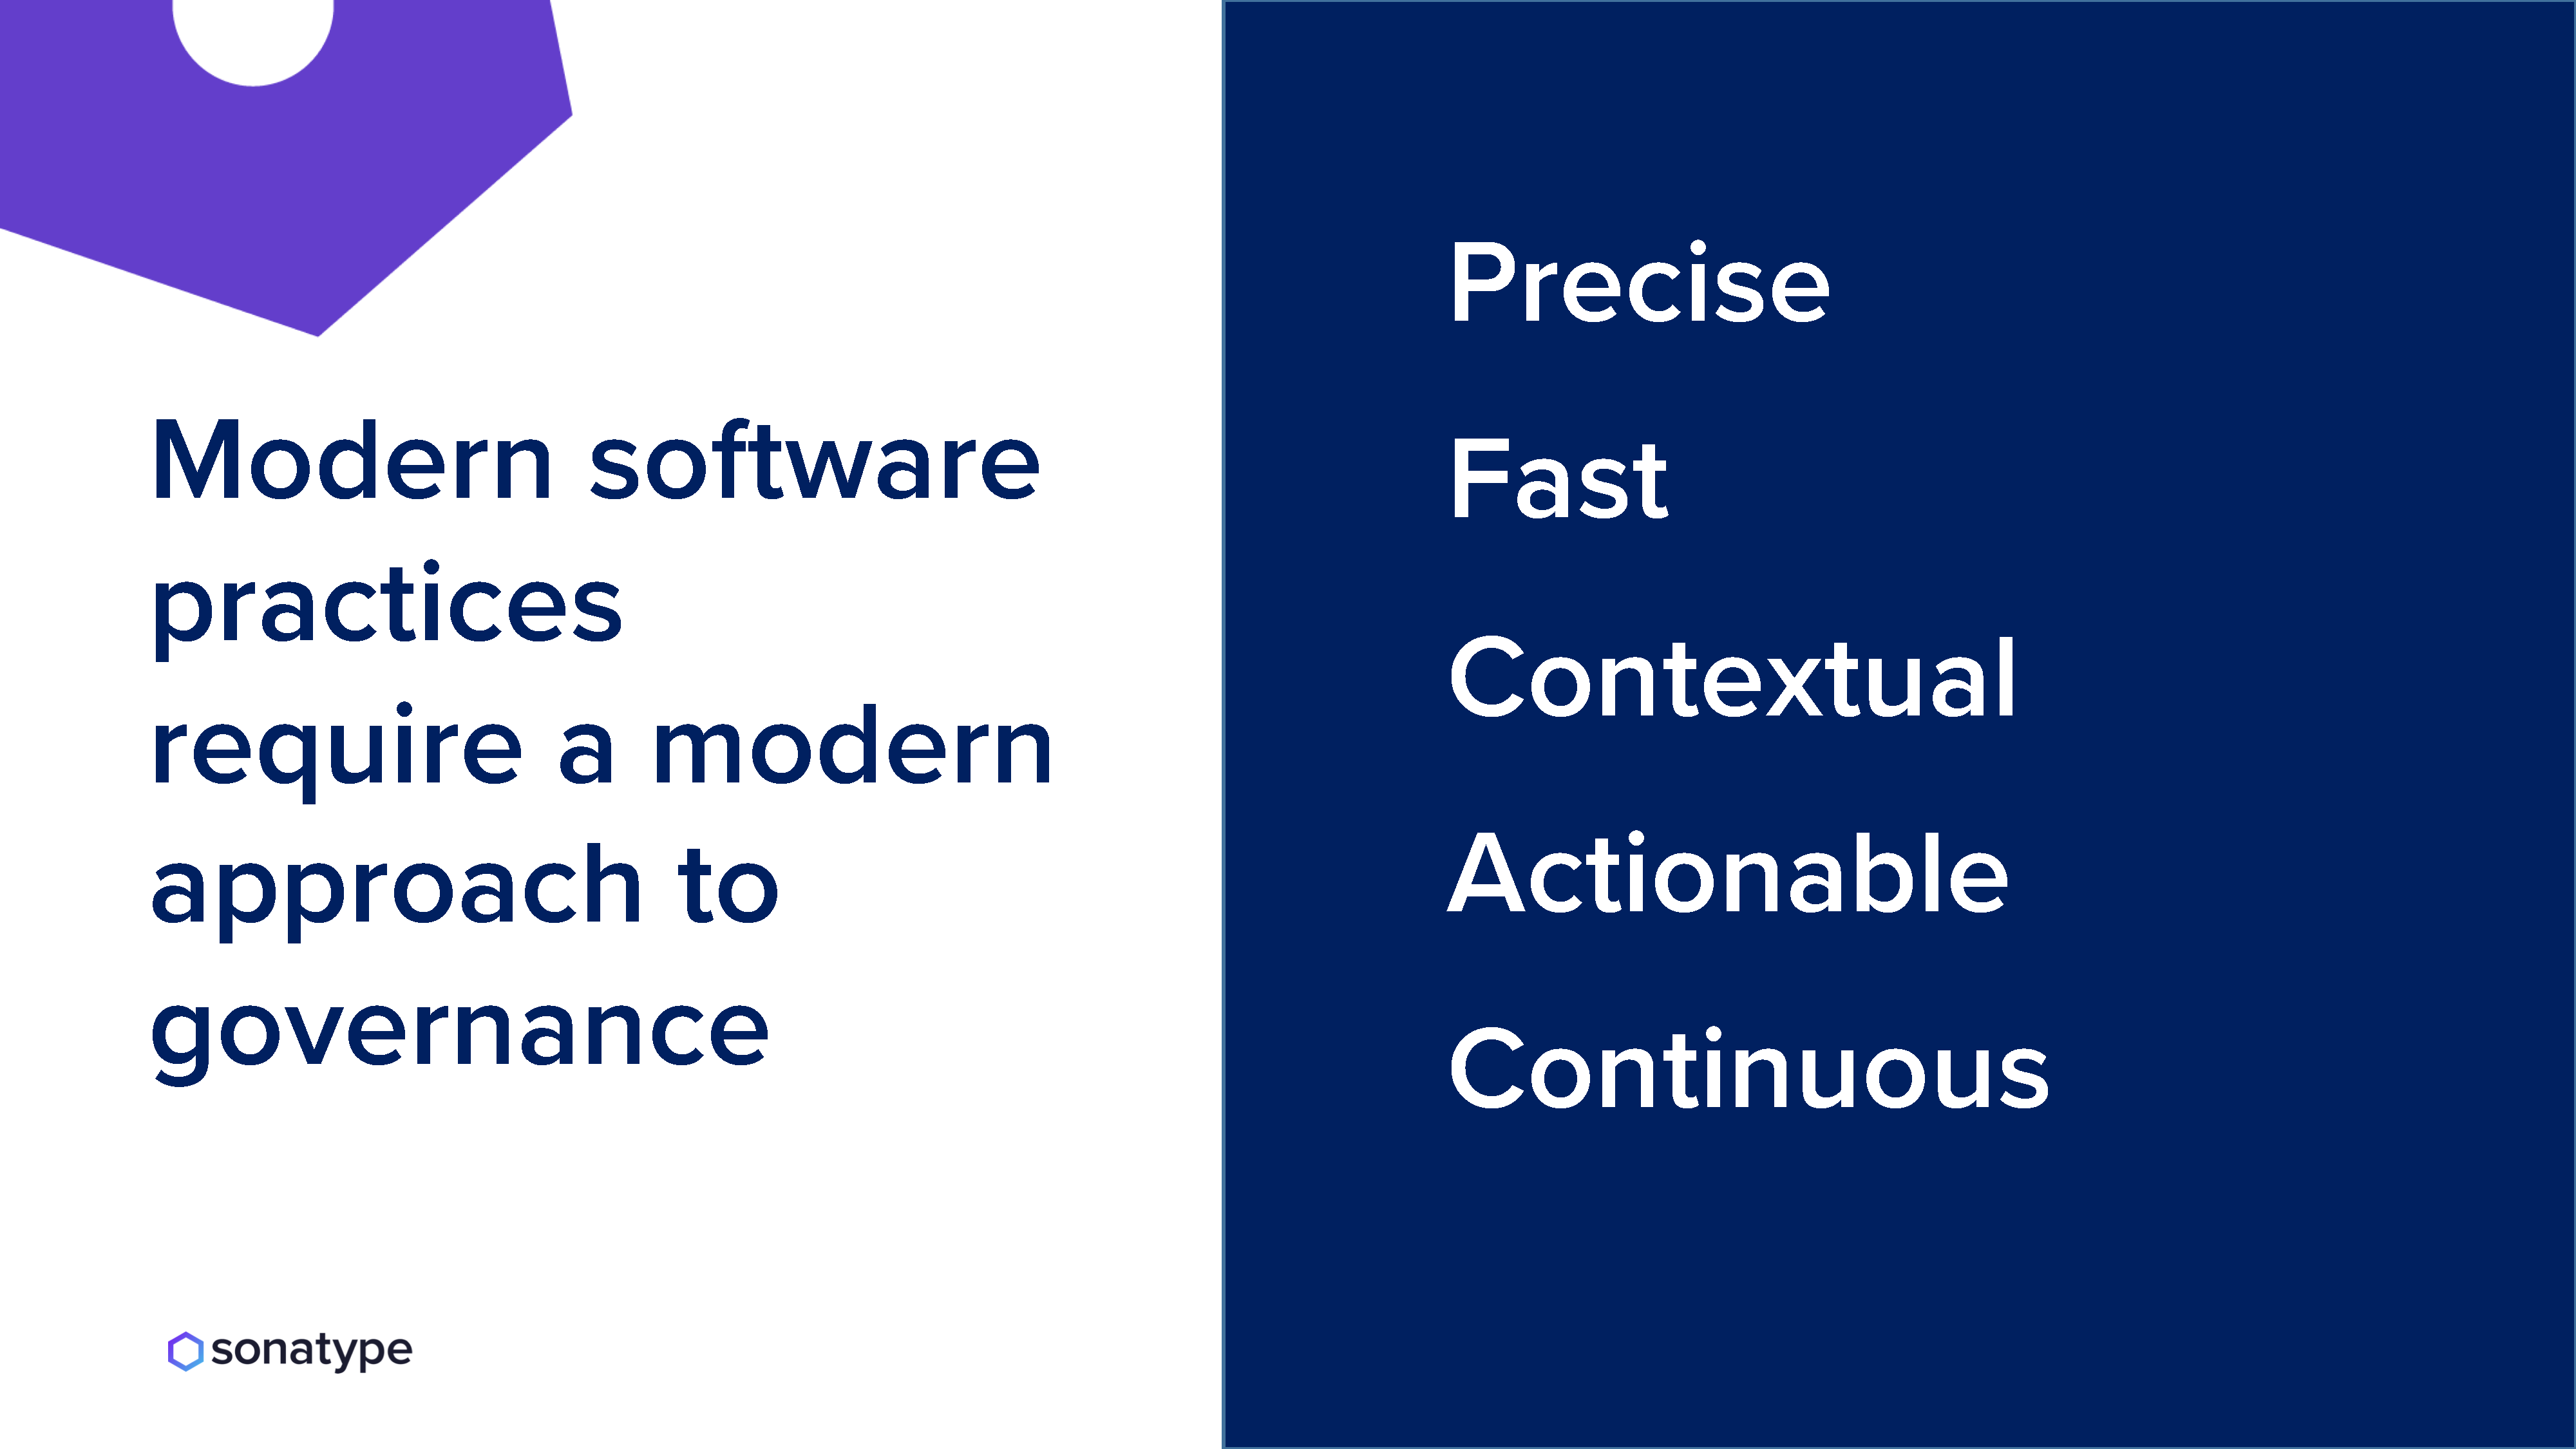 Modern software
practices
require a modern
approach to
governance
sonatype
Precise
Fast
Contextual
Actionable
Continuous